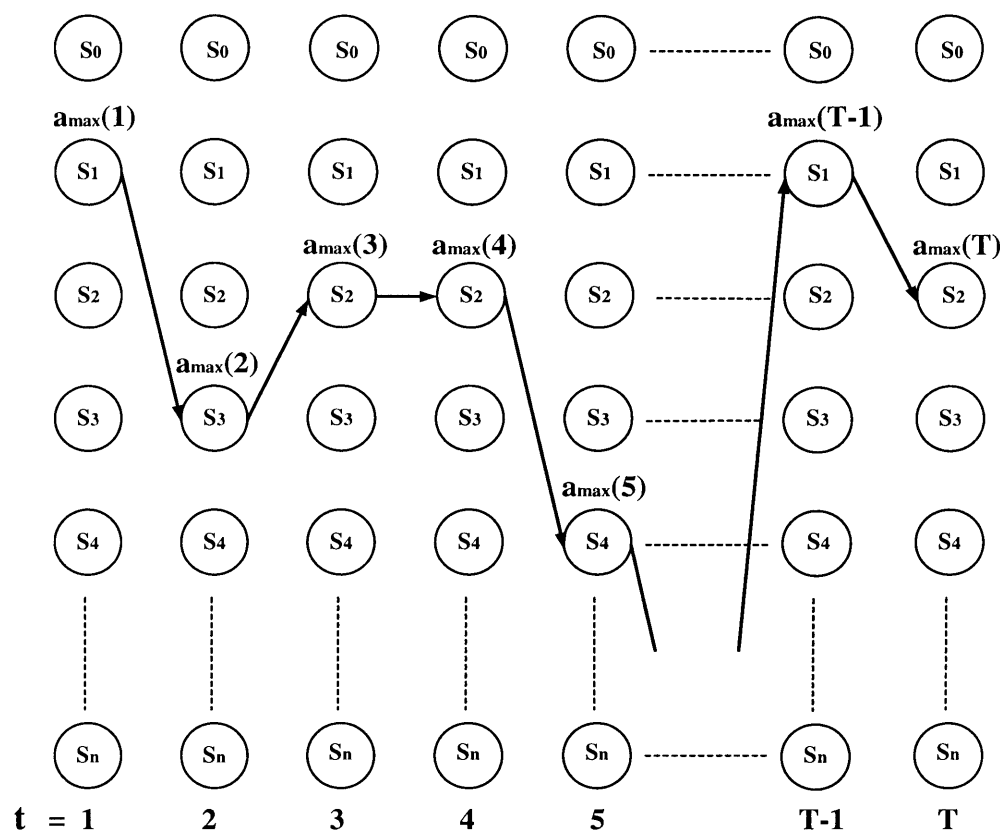 S0 S0 S0 S0 S0 S0 S0
amax(1) amax(T-1)
S1 S1 S1 S1 S1 S1 S1
amax(3) amax(4) amax(T)
S2 S2 S2 S2 S2 S2 S2
amax(2)
S3 S3 S3 S3 S3 S3 S3
amax(5)
S4 S4 S4 S4 S4 S4 S4
Sn Sn Sn Sn Sn Sn Sn
t = 1 2 3 4 5 T-1 T